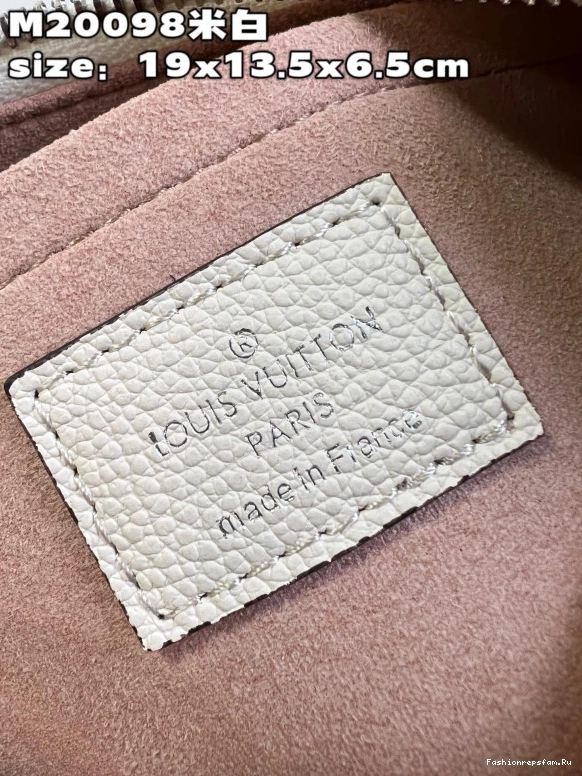 M20098米白
size：19x13.5x6.5cm
®
LOUIS VUITTON
PARIS
made in France
Fashionrepsfam.Ru